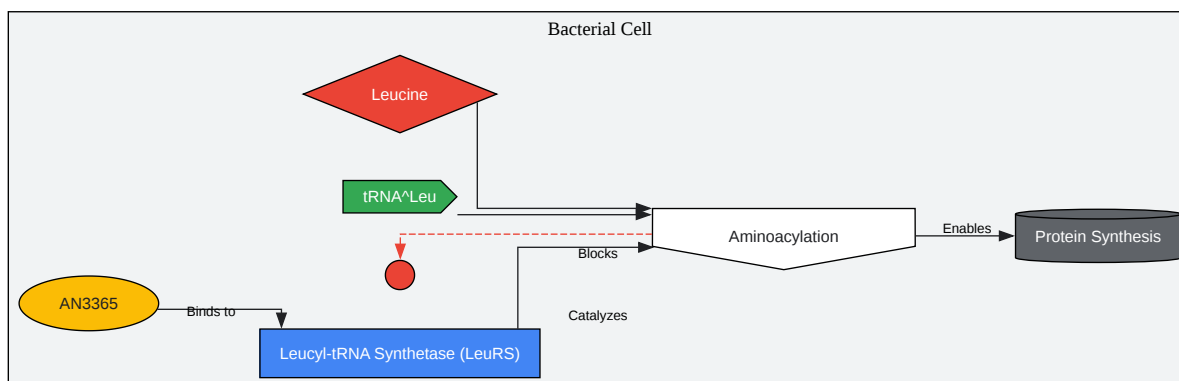 Bacterial Cell
Leucine
tRNA^Leu
Aminoacylation
Enables
Protein Synthesis
Blocks
AN3365
Binds to
Catalyzes
Leucyl-tRNA Synthetase (LeuRS)